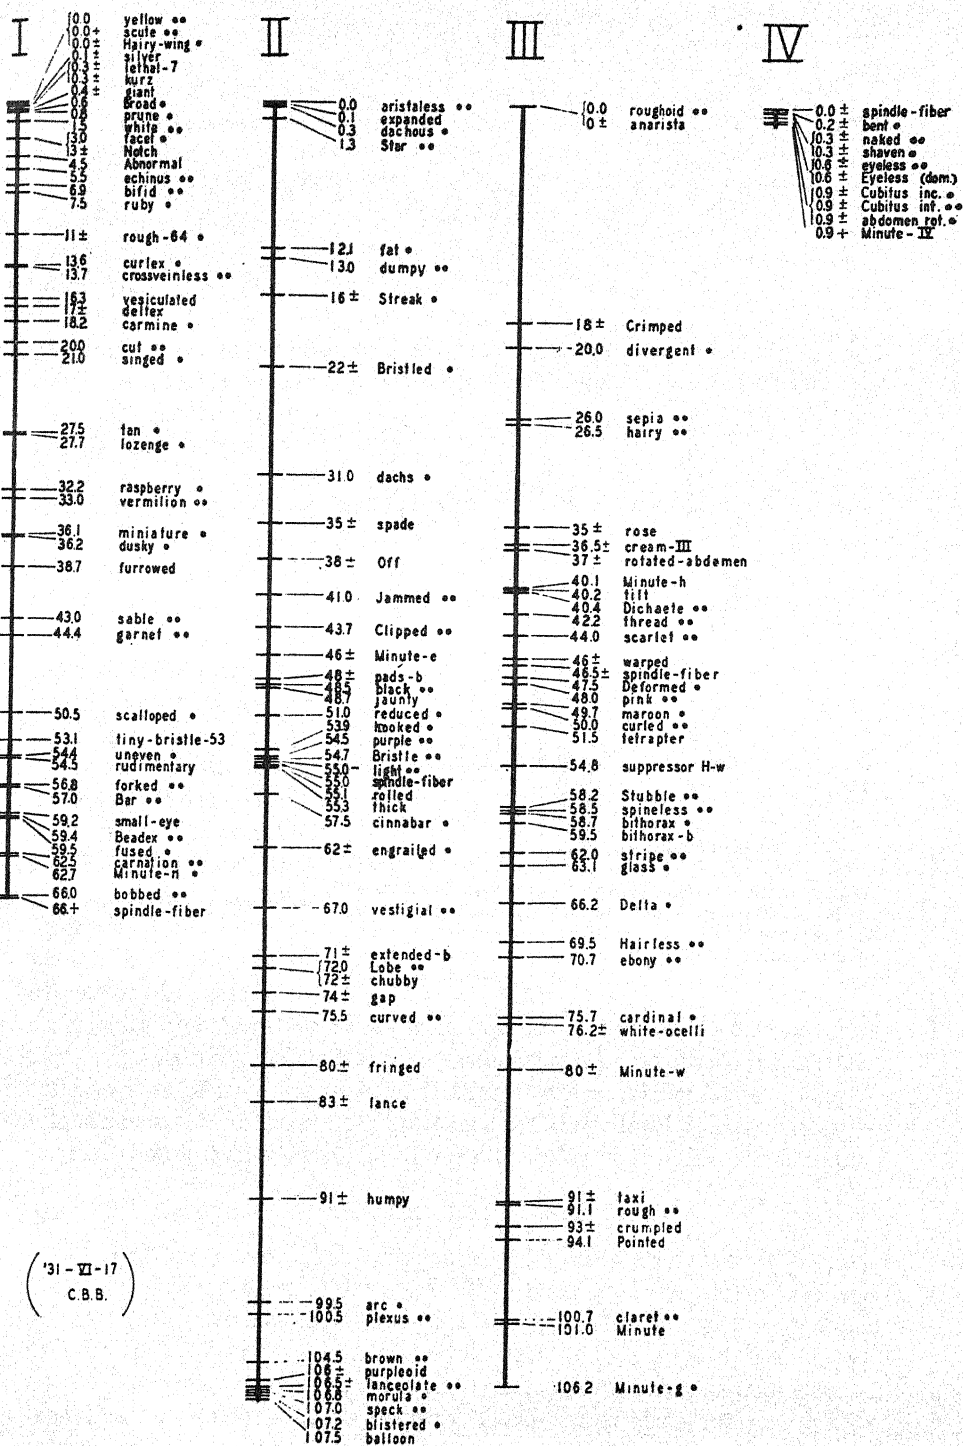 I
0.0 yellow ••
0.0+ scute ••
0.0± Hairy-wing •
0.1± silver
0.3± lethal-7
0.3± kurz
0.4± giant
0.6 Broad •
0.8 prune •
1.5 white ••
3.0 facet •
3± Notch
4.5 Abnormal
5.5 echinus ••
6.9 bifid ••
7.5 ruby •
11± rough-64 •
13.6 curlex •
13.7 crossveinless ••
16.3 vesiculated
17± deltex
18.2 carmine •
20.0 cut ••
21.0 singed •
27.5 tan •
27.7 lozenge •
32.2 raspberry •
33.0 vermilion ••
36.1 miniature •
36.2 dusky •
38.7 furrowed
43.0 sable ••
44.4 garnet ••
50.5 scalloped •
53.1 tiny-bristle-53
54.4 uneven •
54.5 rudimentary
56.8 forked ••
57.0 Bar ••
59.2 small-eye
59.4 Beadex ••
59.5 fused •
62.5 carnation ••
62.7 Minute-n •
66.0 bobbed ••
66.+ spindle-fiber
('31-VI-17
C.B.B.)
II
0.0 aristaless ••
0.1 expanded
0.3 dachous •
1.3 Star ••
12.1 fat •
13.0 dumpy ••
16± Streak •
22± Bristled •
31.0 dachs •
35± spade
38± Off
41.0 Jammed ••
43.7 Clipped ••
46± Minute-e
48± pads-b
48.5 black ••
48.7 jaunty
51.0 reduced •
53.9 hooked •
54.5 purple ••
54.7 Bristle ••
55.0- light ••
55.0 spindle-fiber
55.1 rolled
55.3 thick
57.5 cinnabar •
62± engrailed •
67.0 vestigial ••
71± extended-b
72.0 Lobe ••
72± chubby
74± gap
75.5 curved ••
80± fringed
83± lance
91± humpy
99.5 arc •
100.5 plexus ••
104.5 brown ••
106± purpleoid
106.5± lanceolate ••
106.8 morula •
107.0 speck ••
107.2 blistered •
107.5 balloon
III
0.0 roughoid ••
0± anarista
18± Crimped
20.0 divergent •
26.0 sepia ••
26.5 hairy ••
35± rose
36.5± cream-III
37± rotated-abdomen
40.1 Minute-h
40.2 tilt
40.4 Dichaete ••
42.2 thread ••
44.0 scarlet ••
46± warped
46.5± spindle-fiber
47.5 Deformed •
48.0 pink ••
49.7 maroon •
50.0 curled ••
51.5 tetrapter
54.8 suppressor H-w
58.2 Stubble ••
58.5 spineless ••
58.7 bithorax •
59.5 bithorax-b
62.0 stripe ••
63.1 glass •
66.2 Delta •
69.5 Hairless ••
70.7 ebony ••
75.7 cardinal •
76.2± white-ocelli
80± Minute-w
91± taxi
91.1 rough ••
93± crumpled
94.1 Pointed
100.7 claret ••
101.0 Minute
106.2 Minute-g •
IV
0.0± spindle-fiber
0.2± bent •
0.3± naked ••
0.3± shaven •
0.6± eyeless ••
0.6± Eyeless (dom.)
0.9± Cubitus inc. •
0.9± Cubitus int. ••
0.9± abdomen rot. •
0.9+ Minute-IV